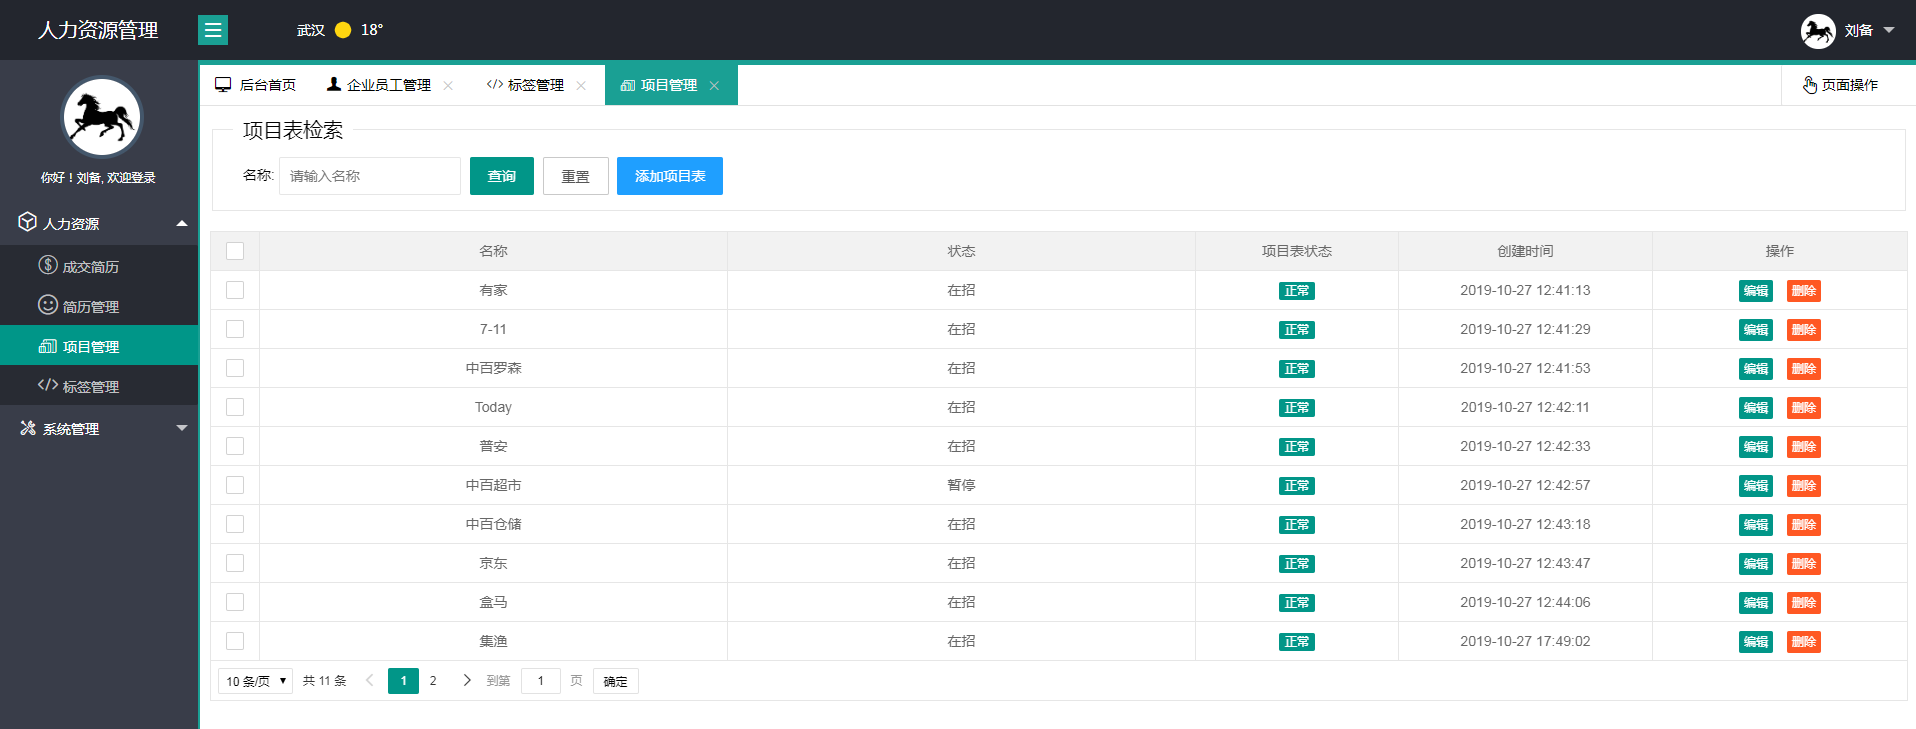 人力资源管理
武汉 18°
刘备
你好！刘备, 欢迎登录
人力资源
成交简历
简历管理
项目管理
标签管理
系统管理
后台首页 企业员工管理 标签管理 项目管理 页面操作
项目表检索
名称: 请输入名称 查询 重置 添加项目表
名称 状态 项目表状态 创建时间 操作
有家 在招 正常 2019-10-27 12:41:13 编辑 删除
7-11 在招 正常 2019-10-27 12:41:29 编辑 删除
中百罗森 在招 正常 2019-10-27 12:41:53 编辑 删除
Today 在招 正常 2019-10-27 12:42:11 编辑 删除
普安 在招 正常 2019-10-27 12:42:33 编辑 删除
中百超市 暂停 正常 2019-10-27 12:42:57 编辑 删除
中百仓储 在招 正常 2019-10-27 12:43:18 编辑 删除
京东 在招 正常 2019-10-27 12:43:47 编辑 删除
盒马 在招 正常 2019-10-27 12:44:06 编辑 删除
集渔 在招 正常 2019-10-27 17:49:02 编辑 删除
10 条/页 共 11 条 1 2 到第 1 页 确定